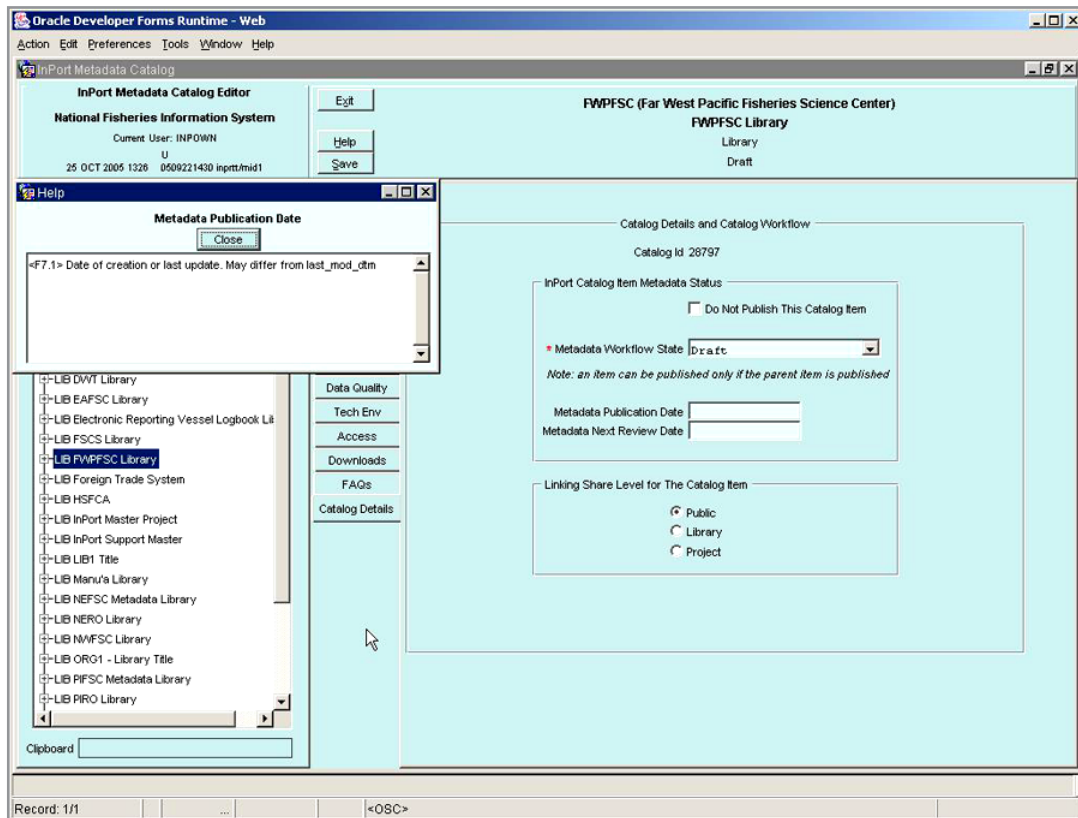 Oracle Developer Forms Runtime - Web
Action Edit Preferences Tools Window Help
InPort Metadata Catalog
InPort Metadata Catalog Editor
National Fisheries Information System
Current User: INPOWN
U
25 OCT 2005 1326 0509221430 inprtt/mid1
Exit
Help
Save
FWPFSC (Far West Pacific Fisheries Science Center)
FWPFSC Library
Library
Draft
Help
Metadata Publication Date
Close
<F7.1> Date of creation or last update. May differ from last_mod_dtm
LIB DWT Library
LIB EAFSC Library
LIB Electronic Reporting Vessel Logbook Lit
LIB FSCS Library
LIB FWPFSC Library
LIB Foreign Trade System
LIB HSFCA
LIB InPort Master Project
LIB InPort Support Master
LIB LIB1 Title
LIB Manu'a Library
LIB NEFSC Metadata Library
LIB NERO Library
LIB NWFSC Library
LIB ORG1 - Library Title
LIB PIFSC Metadata Library
LIB PIRO Library
Clipboard
Data Quality
Tech Env
Access
Downloads
FAQs
Catalog Details
Catalog Details and Catalog Workflow
Catalog Id 28797
InPort Catalog Item Metadata Status
Do Not Publish This Catalog Item
* Metadata Workflow State Draft
Note: an item can be published only if the parent item is published
Metadata Publication Date
Metadata Next Review Date
Linking Share Level for The Catalog Item
Public
Library
Project
Record: 1/1 ... <OSC>